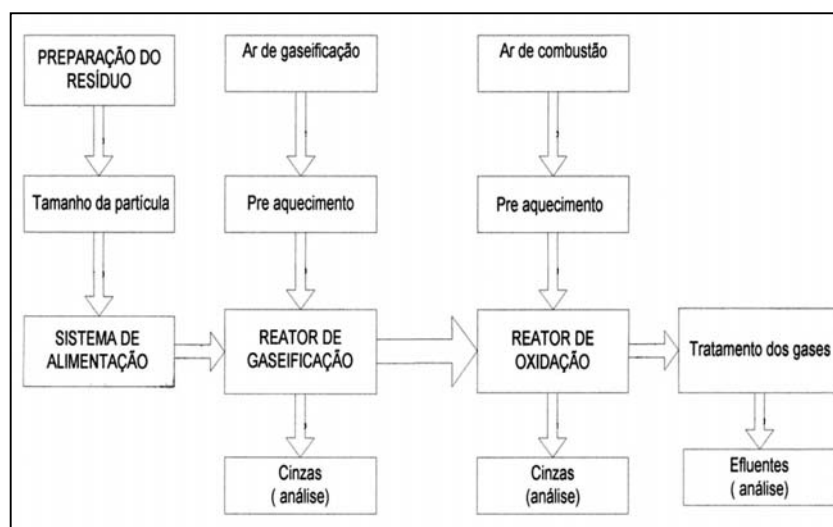 PREPARAÇÃO DO
RESÍDUO
Ar de gaseificação
Ar de combustão
Tamanho da partícula
Pre aquecimento
Pre aquecimento
SISTEMA DE
ALIMENTAÇÃO
REATOR DE
GASEIFICAÇÃO
REATOR DE
OXIDAÇÃO
Tratamento dos gases
Cinzas
( análise)
Cinzas
(análise)
Efluentes
( análise)